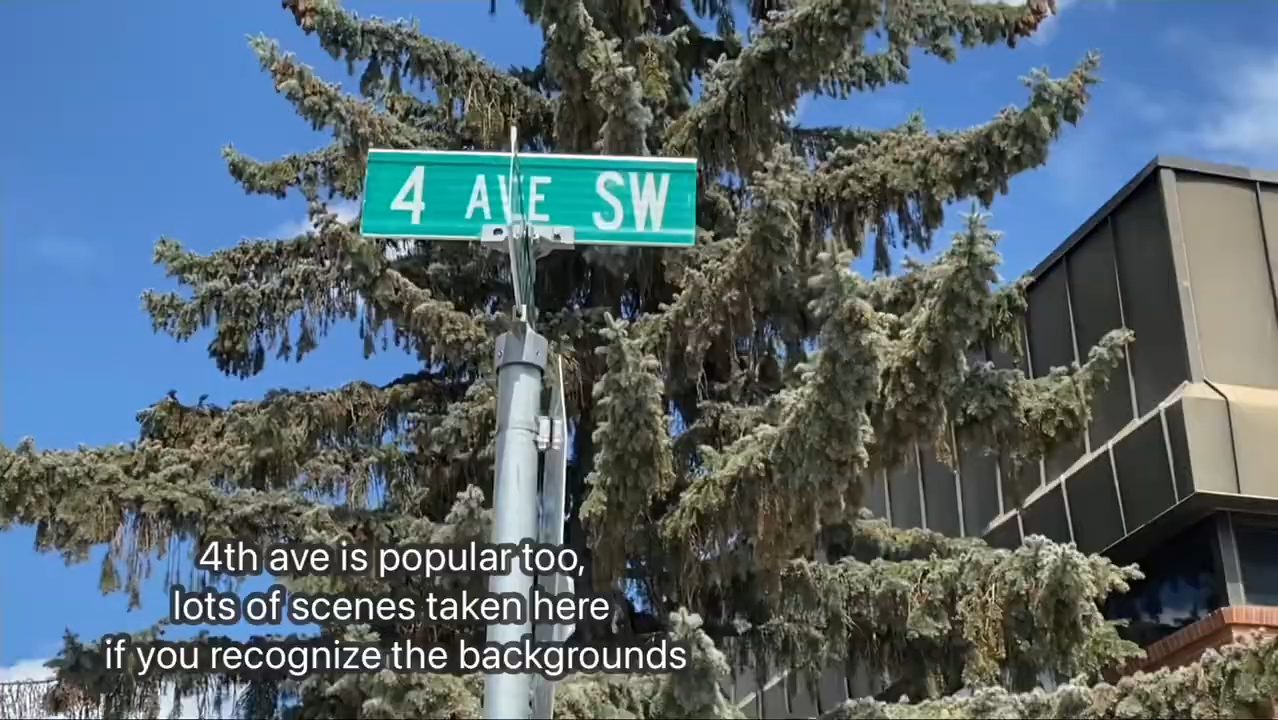 4 AVE SW
4th ave is popular too,
lots of scenes taken here
if you recognize the backgrounds